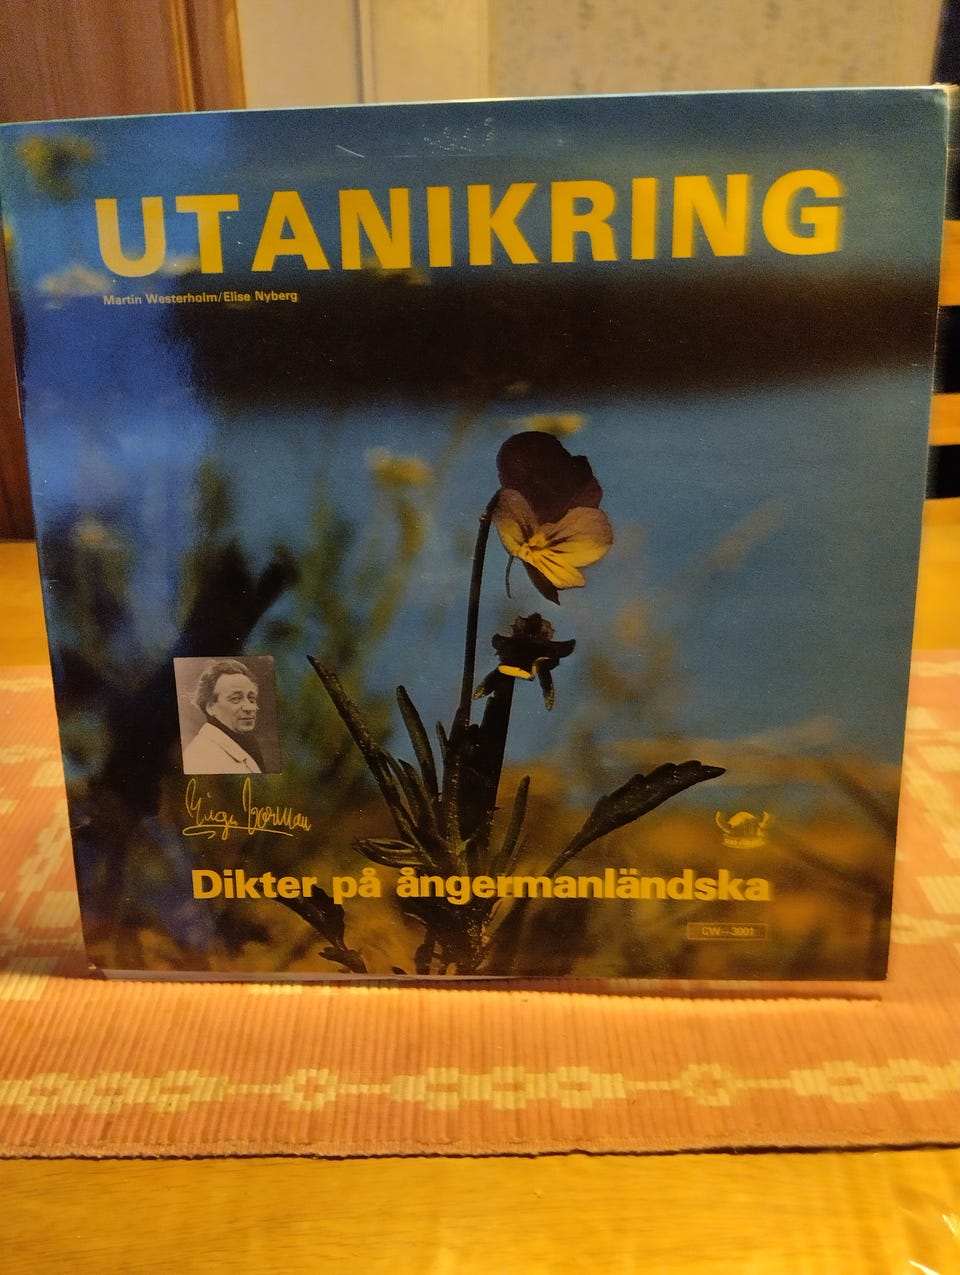 UTANIKRING
Martin Westerholm/Elise Nyberg
Dikter på ångermanländska
CW-3001